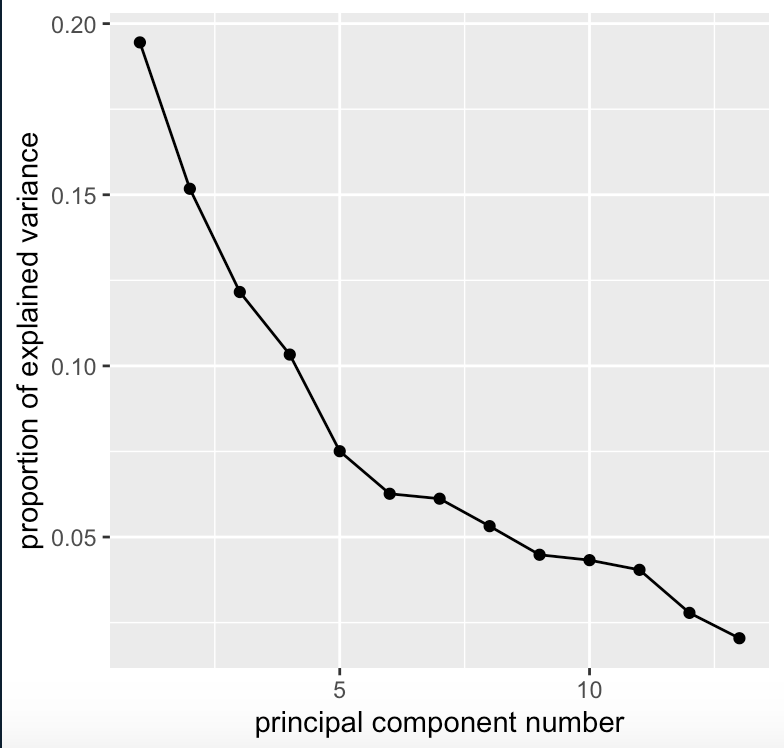 0.20
0.15
0.10
0.05
proportion of explained variance
5 10
principal component number